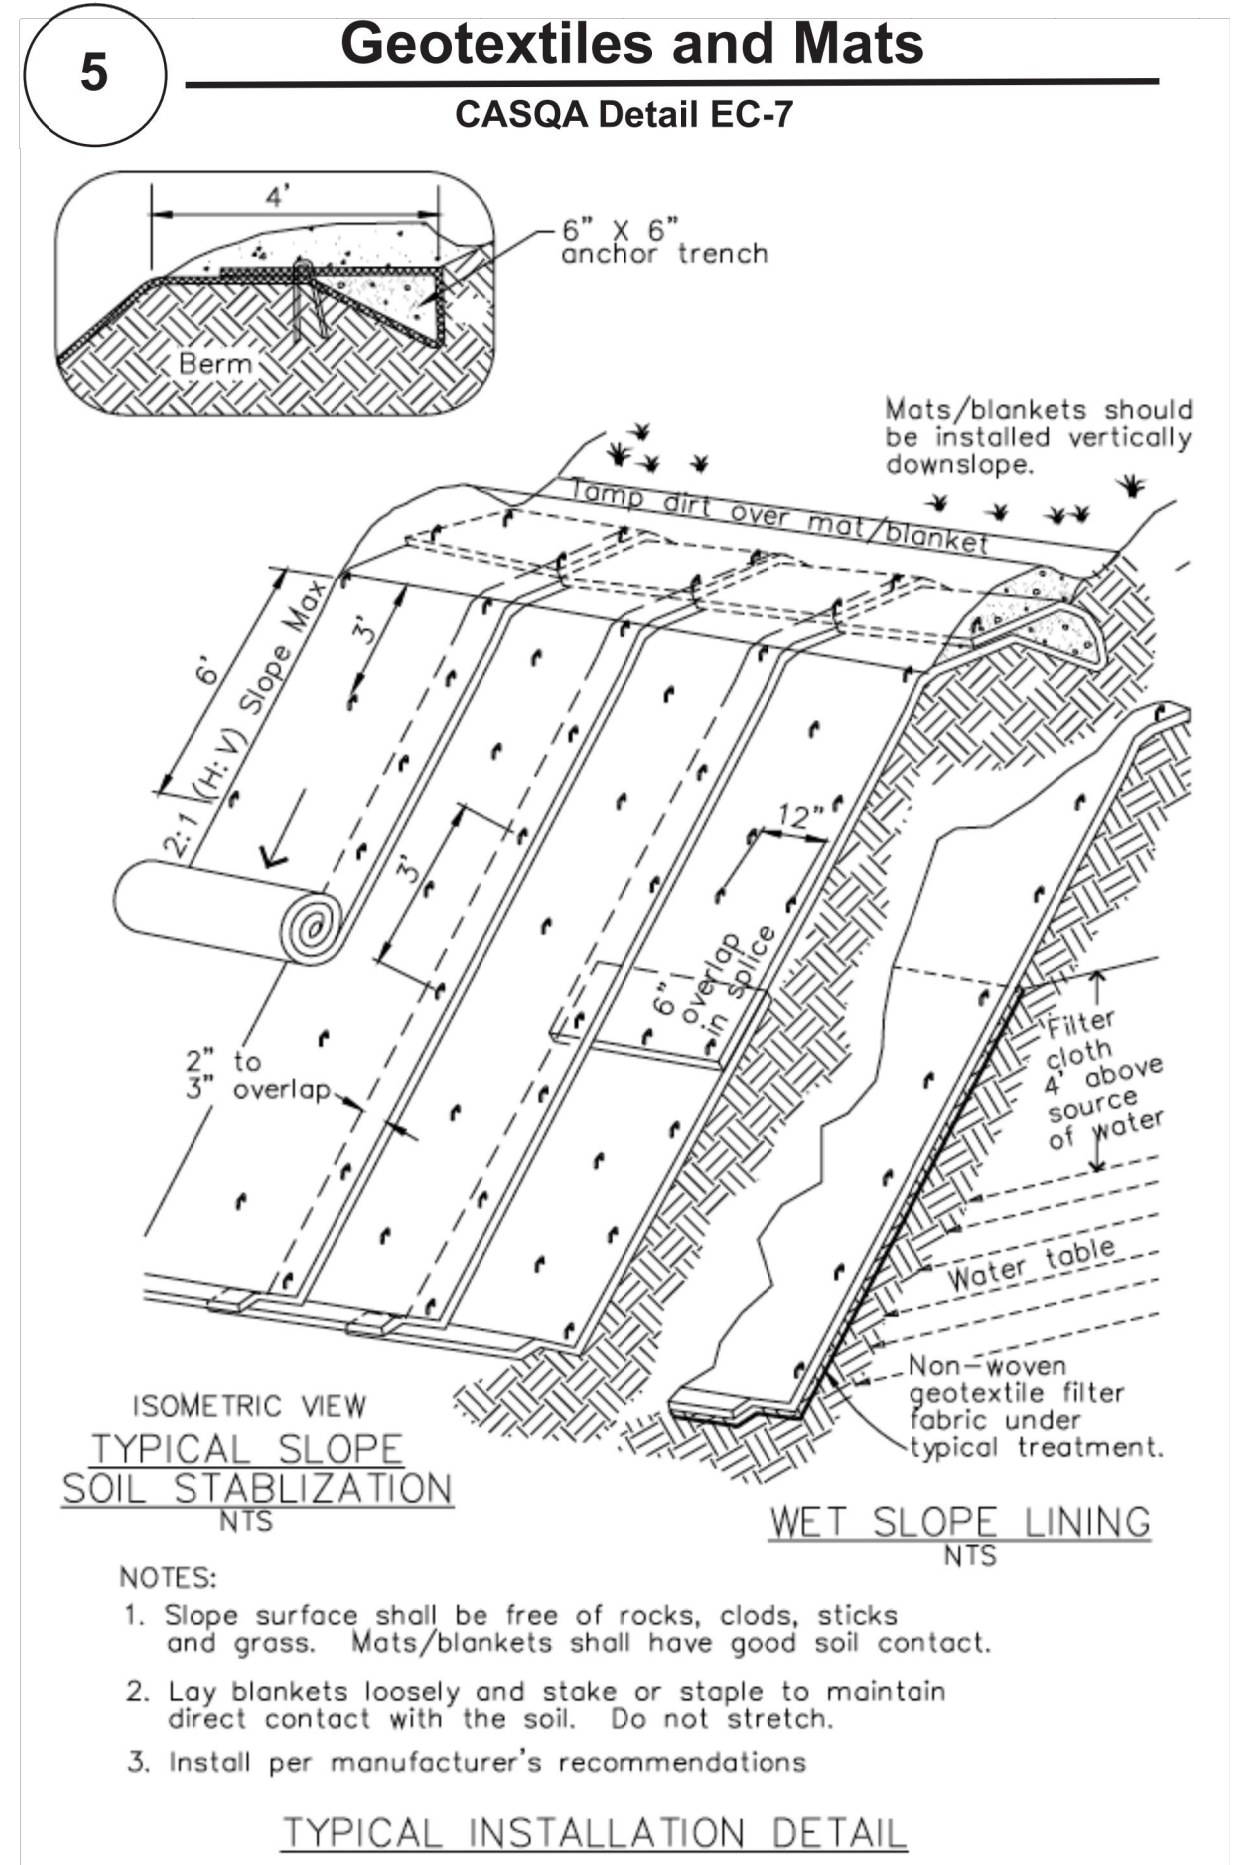 5
Geotextiles and Mats
CASQA Detail EC-7
4'
6" X 6"
anchor trench
Berm
Mats/blankets should
be installed vertically
downslope.
Tamp dirt over mat/blanket
6'
2:1 (H:V) Slope Max
3'
3'
12"
6"
overlap
in splice
2" to
3" overlap
Filter
cloth
4' above
source
of water
Water table
Non-woven
geotextile filter
fabric under
typical treatment.
ISOMETRIC VIEW
TYPICAL SLOPE
SOIL STABLIZATION
NTS
WET SLOPE LINING
NTS
NOTES:
1. Slope surface shall be free of rocks, clods, sticks
and grass. Mats/blankets shall have good soil contact.
2. Lay blankets loosely and stake or staple to maintain
direct contact with the soil. Do not stretch.
3. Install per manufacturer's recommendations
TYPICAL INSTALLATION DETAIL